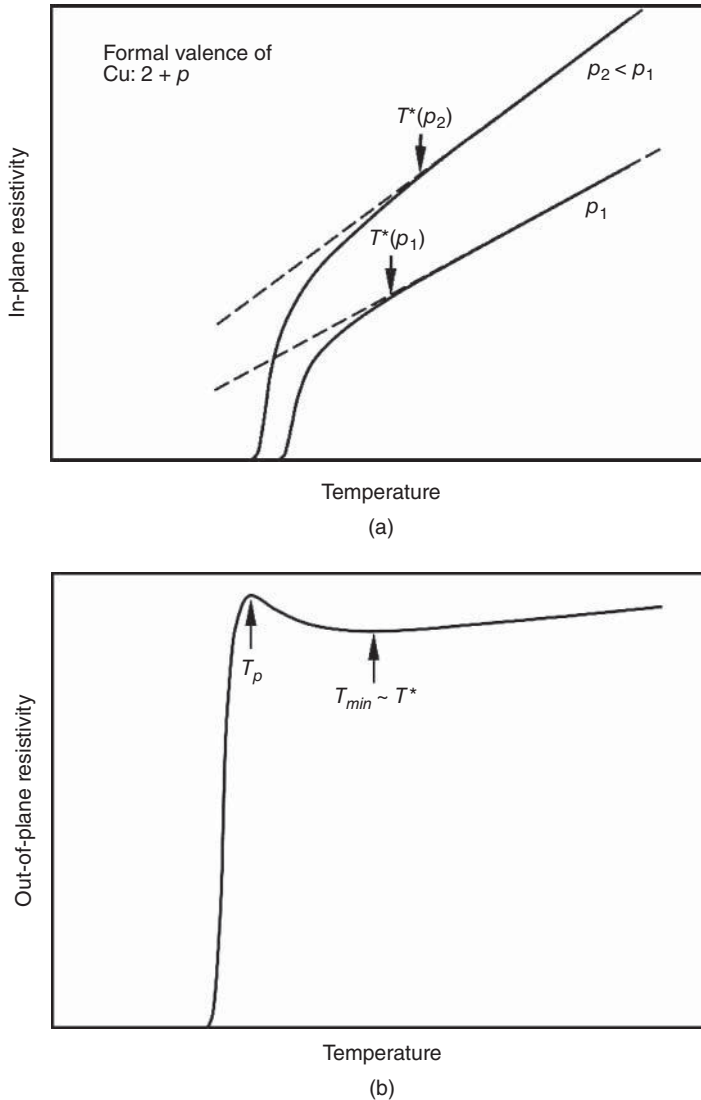 Formal valence of
Cu: 2 + p
p₂ < p₁
T*(p₂)
p₁
T*(p₁)
In-plane resistivity
Temperature
(a)
Tₚ
Tₘᵢₙ ~ T*
Out-of-plane resistivity
Temperature
(b)